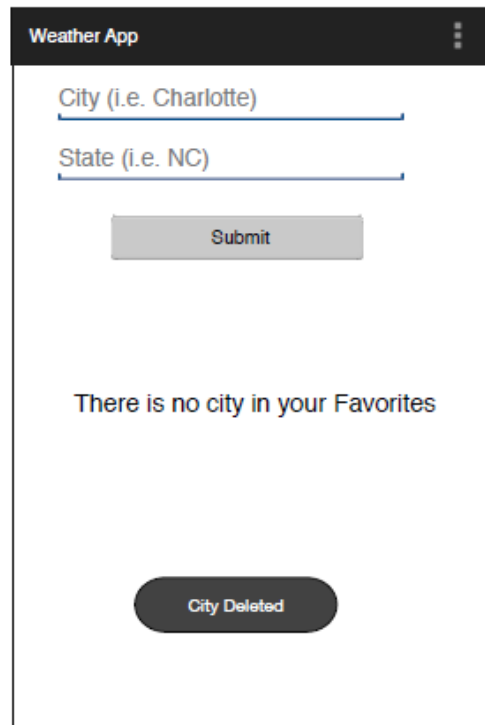 Weather App
City (i.e. Charlotte)
State (i.e. NC)
Submit
There is no city in your Favorites
City Deleted